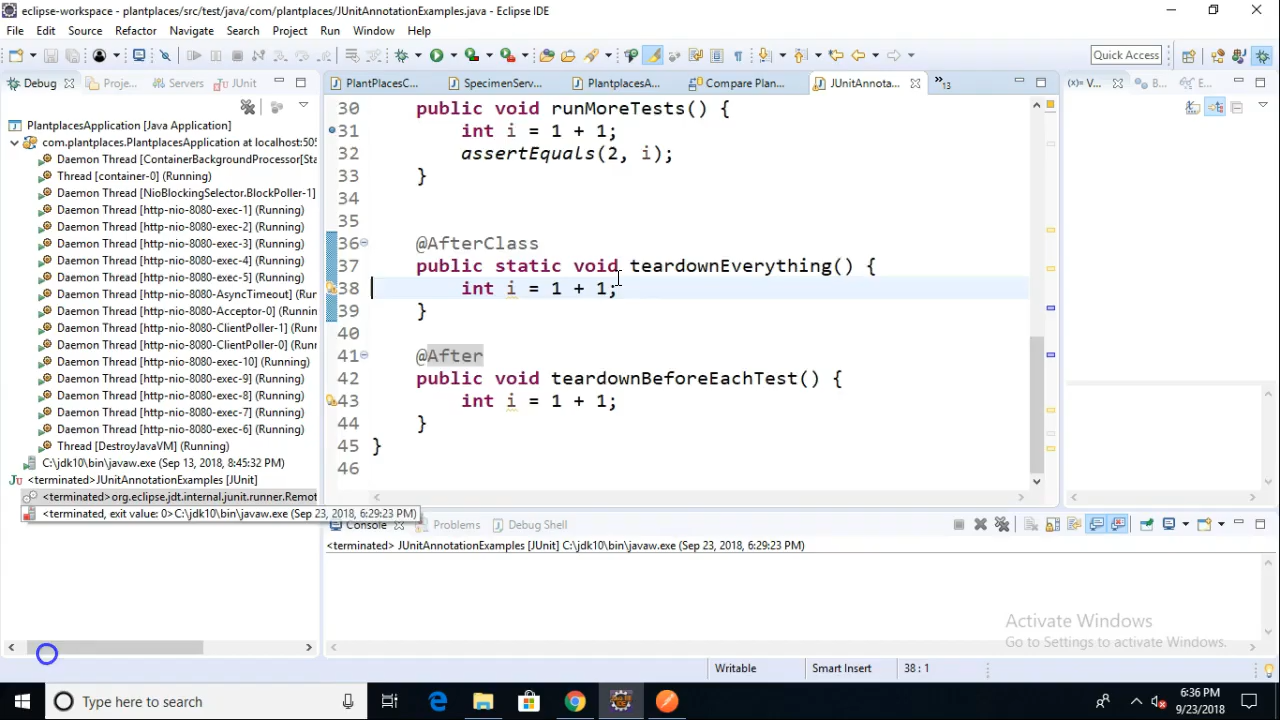 eclipse-workspace - plantplaces/src/test/java/com/plantplaces/JUnitAnnotationExamples.java - Eclipse IDE
File Edit Source Refactor Navigate Search Project Run Window Help
Quick Access
Debug Proje... Servers JUnit
PlantPlacesC... SpecimenServ... PlantplacesA... Compare Plan... JUnitAnnota... »13
(x)= V... B... E...
PlantplacesApplication [Java Application]
com.plantplaces.PlantplacesApplication at localhost:505
Daemon Thread [ContainerBackgroundProcessor[Sta
Thread [container-0] (Running)
Daemon Thread [NioBlockingSelector.BlockPoller-1]
Daemon Thread [http-nio-8080-exec-1] (Running)
Daemon Thread [http-nio-8080-exec-2] (Running)
Daemon Thread [http-nio-8080-exec-3] (Running)
Daemon Thread [http-nio-8080-exec-4] (Running)
Daemon Thread [http-nio-8080-exec-5] (Running)
Daemon Thread [http-nio-8080-AsyncTimeout] (Run
Daemon Thread [http-nio-8080-Acceptor-0] (Runnin
Daemon Thread [http-nio-8080-ClientPoller-1] (Runn
Daemon Thread [http-nio-8080-ClientPoller-0] (Runn
Daemon Thread [http-nio-8080-exec-10] (Running)
Daemon Thread [http-nio-8080-exec-9] (Running)
Daemon Thread [http-nio-8080-exec-8] (Running)
Daemon Thread [http-nio-8080-exec-7] (Running)
Daemon Thread [http-nio-8080-exec-6] (Running)
Thread [DestroyJavaVM] (Running)
C:\jdk10\bin\javaw.exe (Sep 13, 2018, 8:45:32 PM)
<terminated>JUnitAnnotationExamples [JUnit]
<terminated>org.eclipse.jdt.internal.junit.runner.Remot
<terminated, exit value: 0>C:\jdk10\bin\javaw.exe (Sep 23, 2018, 6:29:23 PM)
30 public void runMoreTests() {
31 int i = 1 + 1;
32 assertEquals(2, i);
33 }
34
35
36 @AfterClass
37 public static void teardownEverything() {
38 int i = 1 + 1;
39 }
40
41 @After
42 public void teardownBeforeEachTest() {
43 int i = 1 + 1;
44 }
45 }
46
Console Problems Debug Shell
<terminated> JUnitAnnotationExamples [JUnit] C:\jdk10\bin\javaw.exe (Sep 23, 2018, 6:29:23 PM)
Activate Windows
Go to Settings to activate Windows.
Writable Smart Insert 38 : 1
Type here to search
6:36 PM
9/23/2018